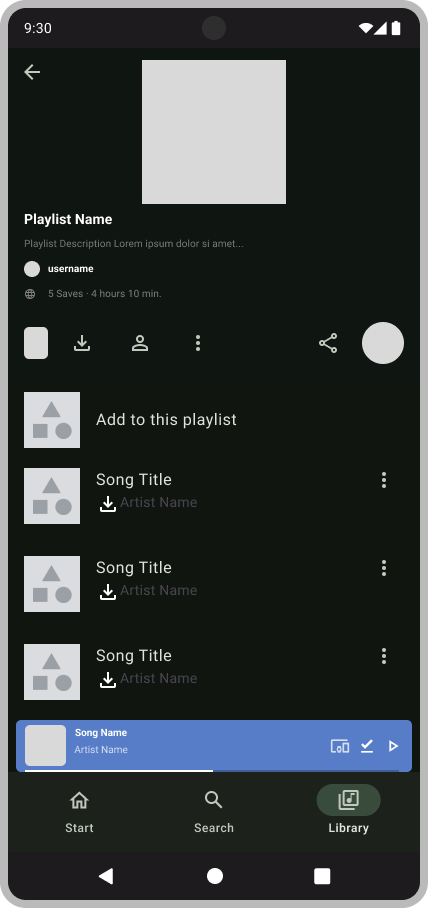 9:30
Playlist Name
Playlist Description Lorem ipsum dolor si amet...
username
5 Saves · 4 hours 10 min.
Add to this playlist
Song Title
Artist Name
Song Title
Artist Name
Song Title
Artist Name
Song Name
Artist Name
Start
Search
Library